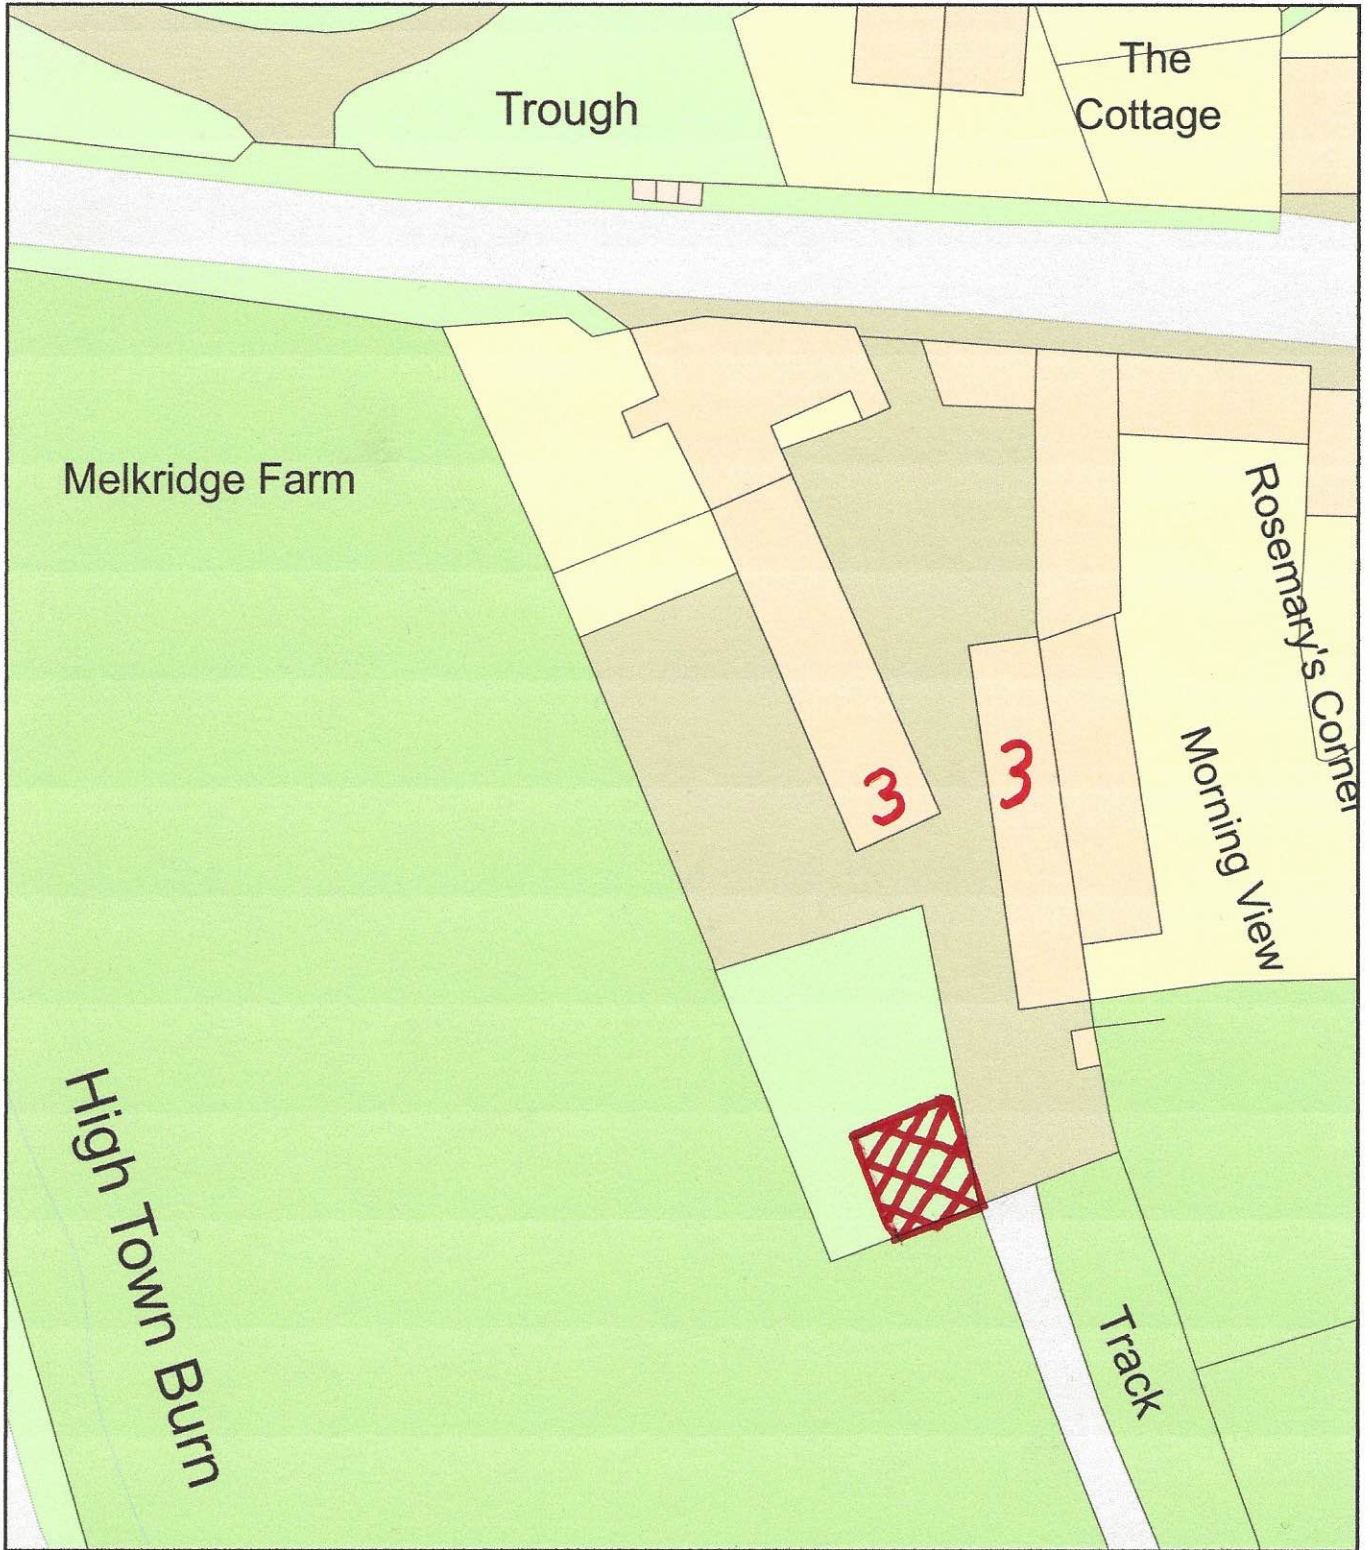 Trough
The
Cottage
Melkridge Farm
Rosemary's Corner
3
3
Morning View
High Town Burn
Track